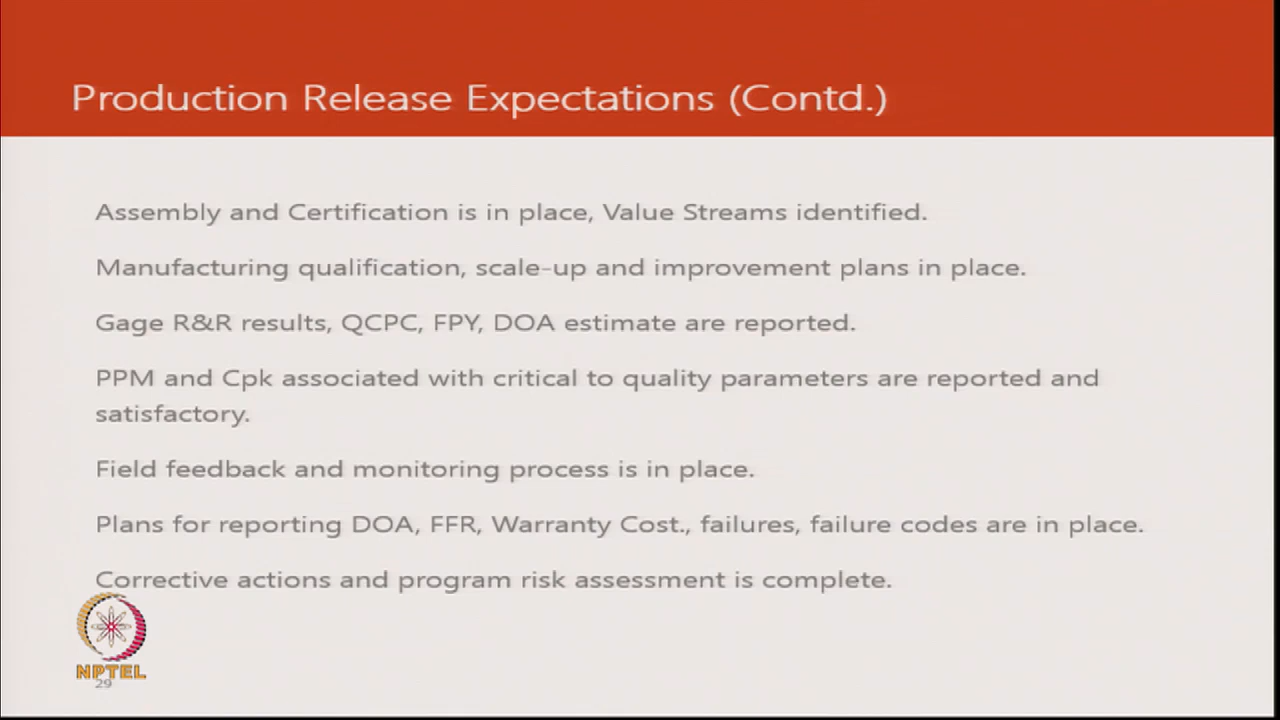 Production Release Expectations (Contd.)
Assembly and Certification is in place, Value Streams identified.
Manufacturing qualification, scale-up and improvement plans in place.
Gage R&R results, QCPC, FPY, DOA estimate are reported.
PPM and Cpk associated with critical to quality parameters are reported and
satisfactory.
Field feedback and monitoring process is in place.
Plans for reporting DOA, FFR, Warranty Cost., failures, failure codes are in place.
Corrective actions and program risk assessment is complete.
NPTEL
29